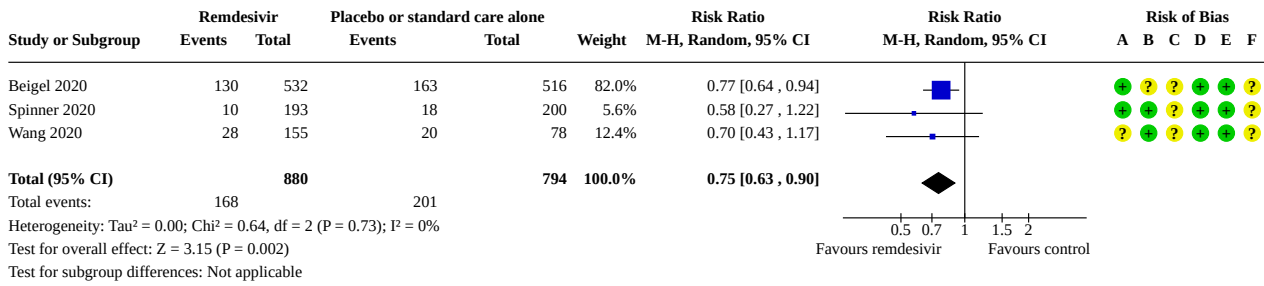 Remdesivir Placebo or standard care alone Risk Ratio Risk Ratio Risk of Bias
Study or Subgroup Events Total Events Total Weight M-H, Random, 95% CI M-H, Random, 95% CI A B C D E F
Beigel 2020 130 532 163 516 82.0% 0.77 [0.64 , 0.94] + ? ? + + ?
Spinner 2020 10 193 18 200 5.6% 0.58 [0.27 , 1.22] + + ? + + ?
Wang 2020 28 155 20 78 12.4% 0.70 [0.43 , 1.17] ? + ? + + ?
Total (95% CI) 880 794 100.0% 0.75 [0.63 , 0.90]
Total events: 168 201
Heterogeneity: Tau² = 0.00; Chi² = 0.64, df = 2 (P = 0.73); I² = 0%
0.5 0.7 1 1.5 2
Test for overall effect: Z = 3.15 (P = 0.002) Favours remdesivir Favours control
Test for subgroup differences: Not applicable